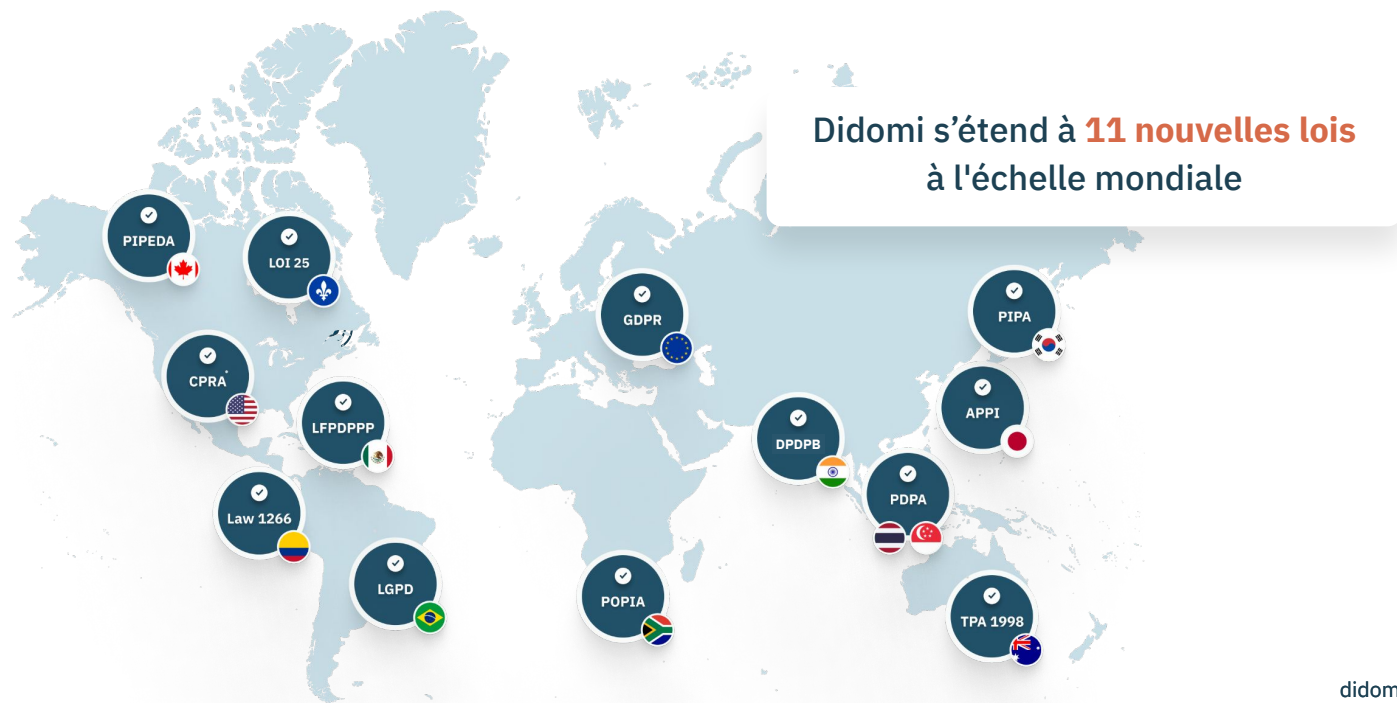 Didomi s’étend à 11 nouvelles lois
à l'échelle mondiale
PIPEDA
LOI 25
GDPR
PIPA
CPRA*
LFPDPPP
APPI
DPDPB
PDPA
Law 1266
LGPD
POPIA
TPA 1998
didom